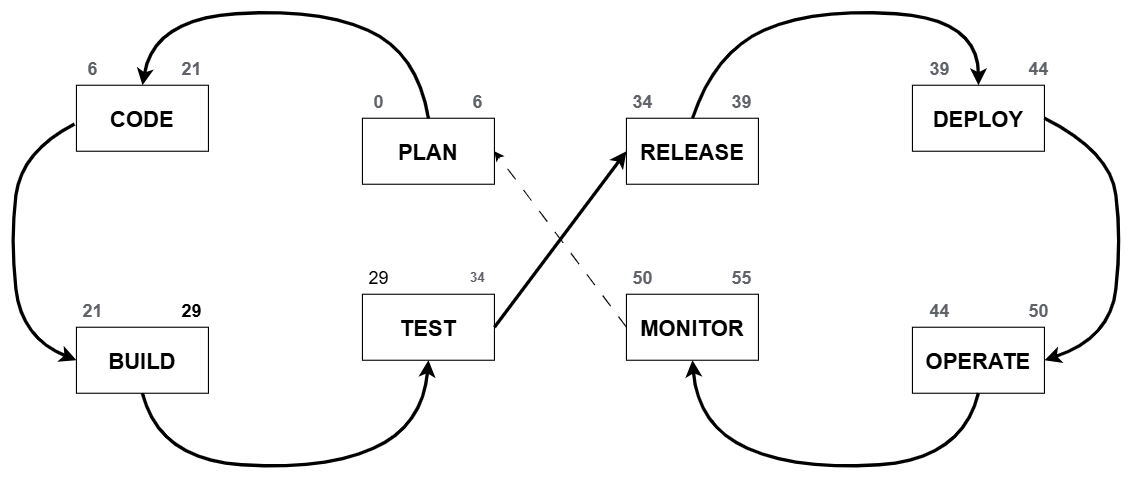 6 21
CODE
0 6
PLAN
34 39
RELEASE
39 44
DEPLOY
21 29
BUILD
29 34
TEST
50 55
MONITOR
44 50
OPERATE